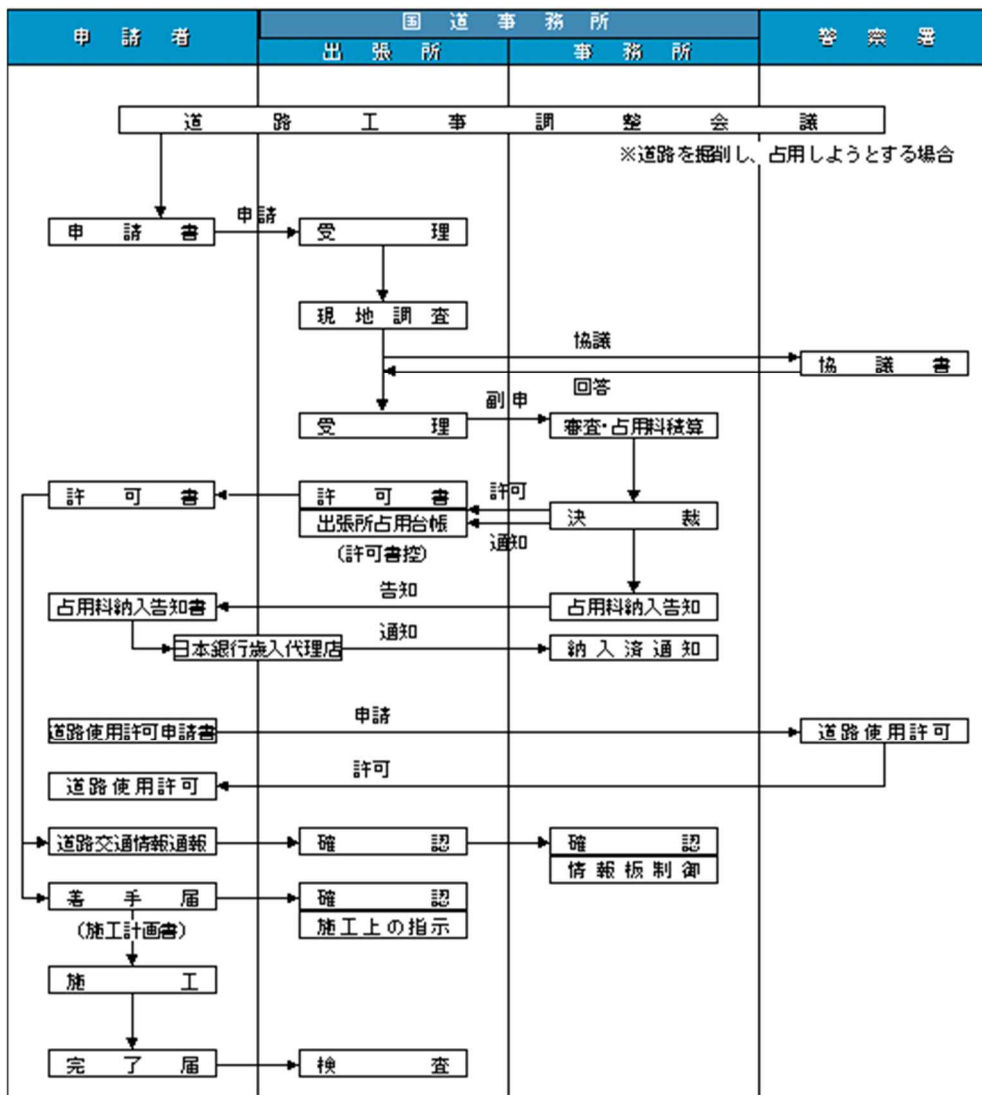 国道事務所
申請者
出張所
事務所
警察署
道路工事調整会議
※道路を掘削し、占用しようとする場合
申請
申請書
受理
現地調査
協議
協議書
回答
副申
受理
審査・占用料積算
許可書
許可書
許可
決裁
出張所占用台帳
通知
(許可書控)
告知
占用料納入告知書
占用料納入告知
通知
日本銀行歳入代理店
納入済通知
申請
道路使用許可申請書
道路使用許可
許可
道路使用許可
道路交通情報通報
確認
確認
情報板制御
着手届
確認
(施工計画書)
施工上の指示
施工
完了届
検査